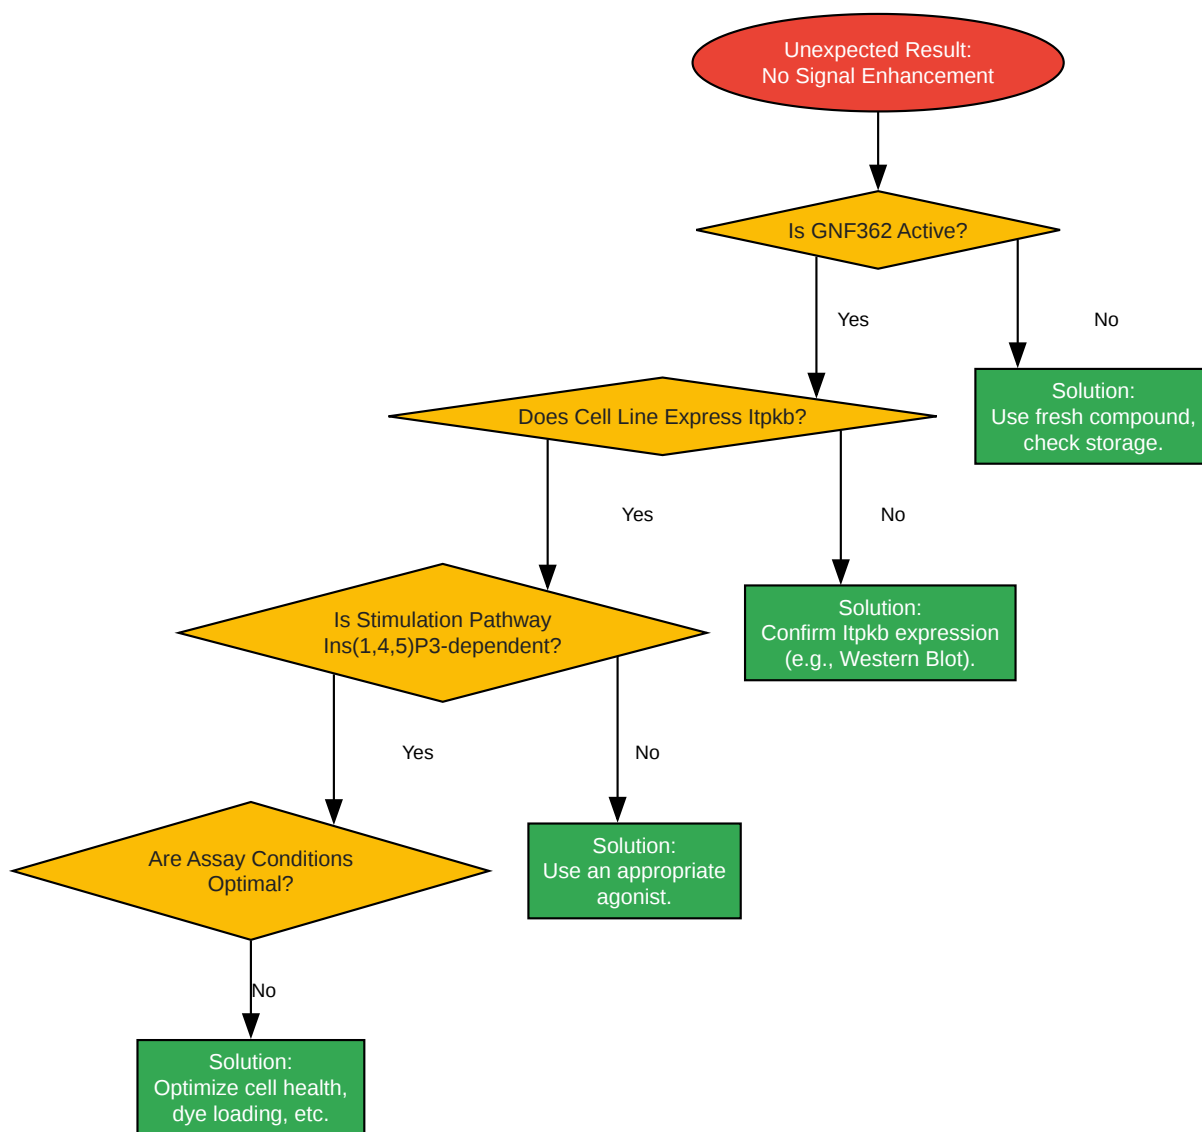 Unexpected Result:
No Signal Enhancement
Is GNF362 Active?
Yes
No
Solution:
Use fresh compound,
check storage.
Does Cell Line Express Itpkb?
Yes
No
Solution:
Confirm Itpkb expression
(e.g., Western Blot).
Is Stimulation Pathway
Ins(1,4,5)P3-dependent?
Yes
No
Solution:
Use an appropriate
agonist.
Are Assay Conditions
Optimal?
No
Solution:
Optimize cell health,
dye loading, etc.